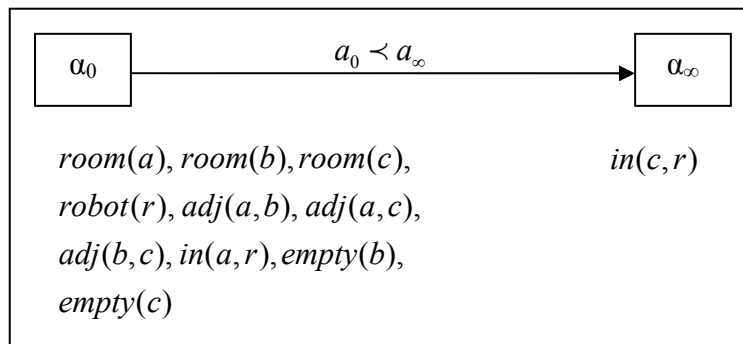 α₀
a₀ ≺ a∞
α∞
room(a), room(b), room(c),
robot(r), adj(a,b), adj(a,c),
adj(b,c), in(a,r), empty(b),
empty(c)
in(c,r)